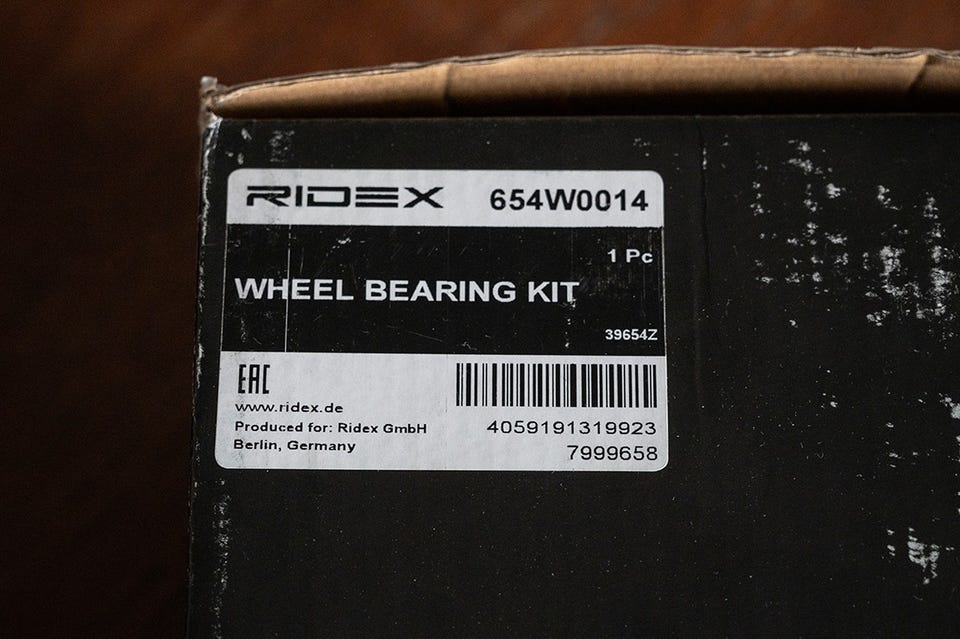 RIDEX 654W0014
1 Pc
WHEEL BEARING KIT
39654Z
EAC
www.ridex.de
Produced for: Ridex GmbH
Berlin, Germany
4059191319923
7999658